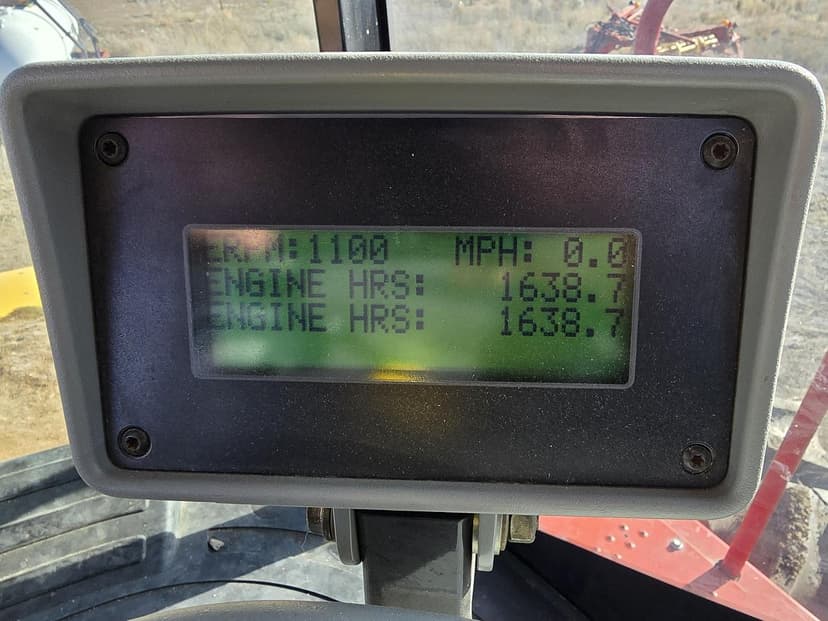 ERPM:1100 MPH: 0.0
ENGINE HRS: 1638.7
ENGINE HRS: 1638.7